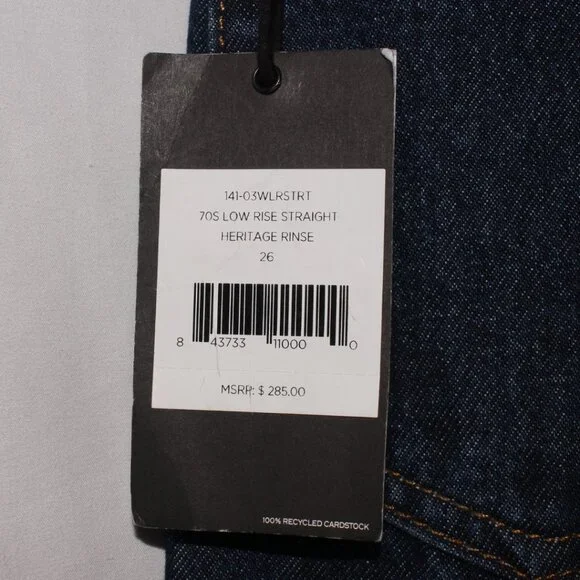 141-03WLRSTRT
70S LOW RISE STRAIGHT
HERITAGE RINSE
26
8 43733 11000 0
MSRP: $ 285.00
100% RECYCLED CARDSTOCK